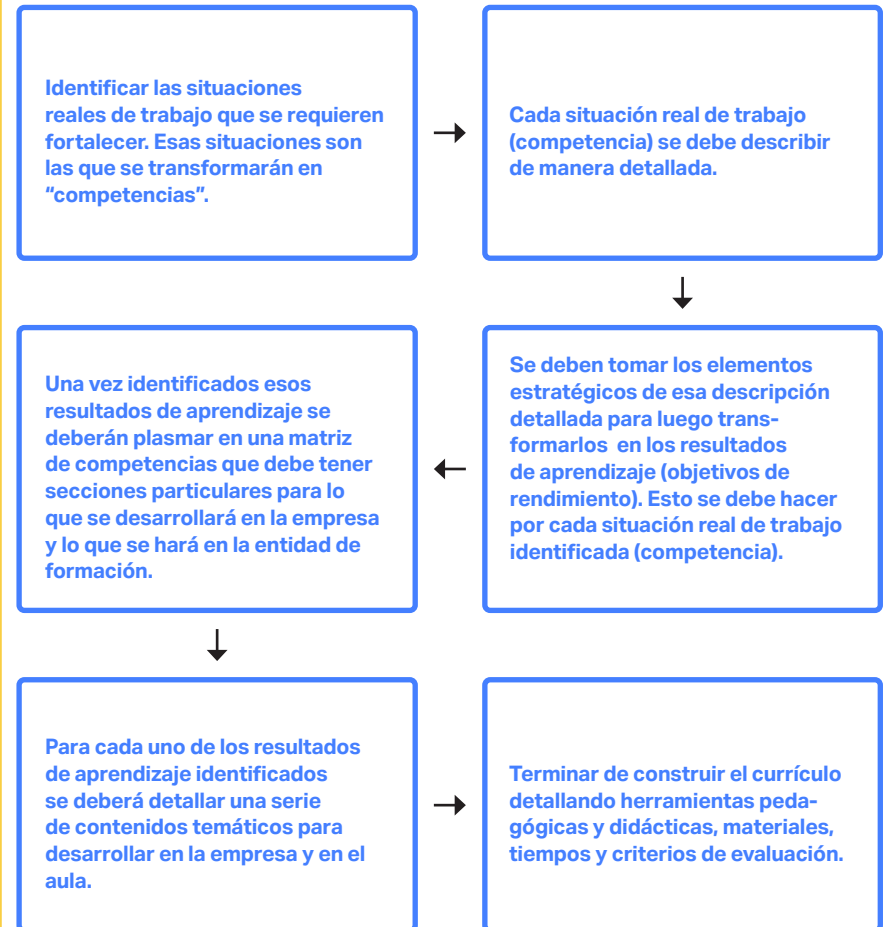 Identificar las situaciones
reales de trabajo que se requieren
fortalecer. Esas situaciones son
las que se transformarán en
“competencias”.
Cada situación real de trabajo
(competencia) se debe describir
de manera detallada.
Se deben tomar los elementos
estratégicos de esa descripción
detallada para luego trans-
formarlos en los resultados
de aprendizaje (objetivos de
rendimiento). Esto se debe hacer
por cada situación real de trabajo
identificada (competencia).
Una vez identificados esos
resultados de aprendizaje se
deberán plasmar en una matriz
de competencias que debe tener
secciones particulares para lo
que se desarrollará en la empresa
y lo que se hará en la entidad de
formación.
Para cada uno de los resultados
de aprendizaje identificados
se deberá detallar una serie
de contenidos temáticos para
desarrollar en la empresa y en el
aula.
Terminar de construir el currículo
detallando herramientas peda-
gógicas y didácticas, materiales,
tiempos y criterios de evaluación.